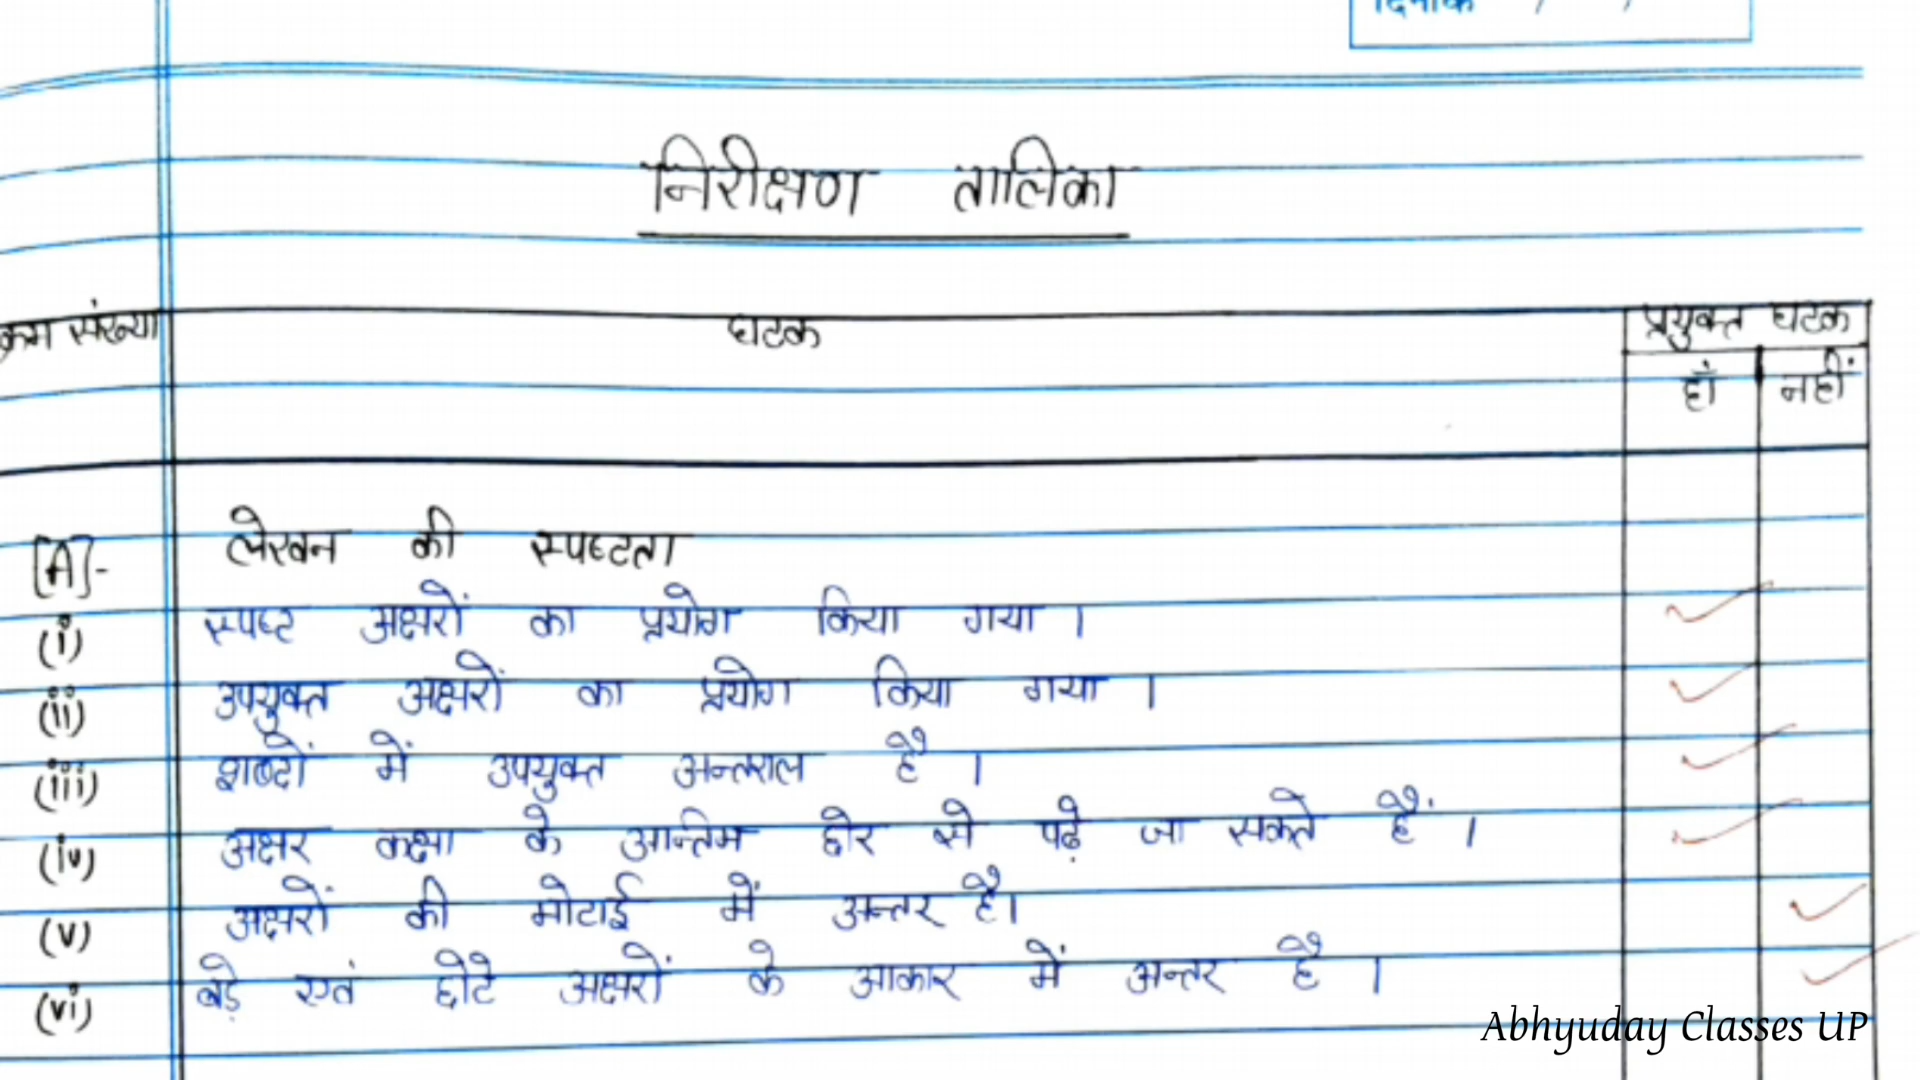 दिनांक / /
निरीक्षण तालिका
क्रम संख्या घटक प्रयुक्त घटक
हाँ नहीं
[A]- लेखन की स्पष्टता
(i) स्पष्ट अक्षरों का प्रयोग किया गया । ✓
(ii) उपयुक्त अक्षरों का प्रयोग किया गया । ✓
(iii) शब्दों में उपयुक्त अन्तराल है । ✓
(iv) अक्षर कक्षा के अन्तिम छोर से पढ़े जा सकते हैं । ✓
(v) अक्षरों की मोटाई में अन्तर है। ✓
(vi) बड़े एवं छोटे अक्षरों के आकार में अन्तर है । ✓
Abhyuday Classes UP